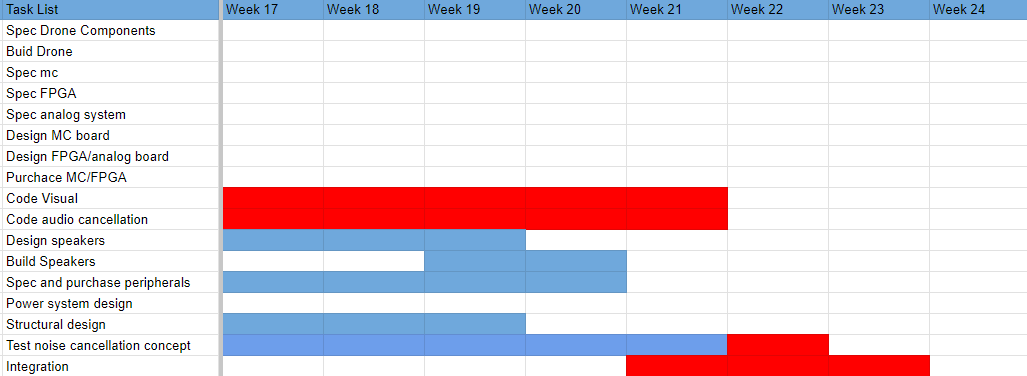 Task List Week 17 Week 18 Week 19 Week 20 Week 21 Week 22 Week 23 Week 24
Spec Drone Components
Buid Drone
Spec mc
Spec FPGA
Spec analog system
Design MC board
Design FPGA/analog board
Purchace MC/FPGA
Code Visual
Code audio cancellation
Design speakers
Build Speakers
Spec and purchase peripherals
Power system design
Structural design
Test noise cancellation concept
Integration